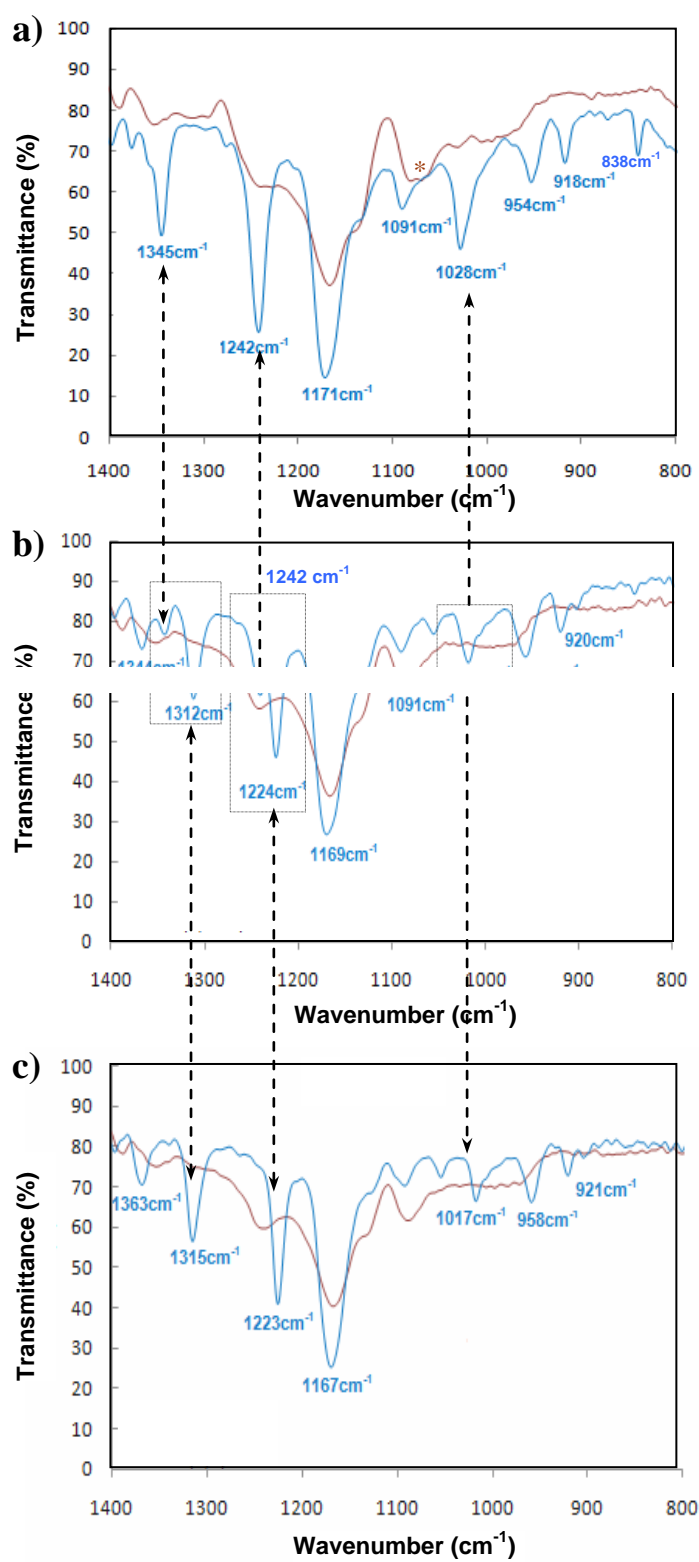 a)
Transmittance (%)
100
90
80
70
60
50
40
30
20
10
0
*
1345cm⁻¹
1242cm⁻¹
1171cm⁻¹
1091cm⁻¹
1028cm⁻¹
954cm⁻¹
918cm⁻¹
838cm⁻¹
1400 1300 1200 1100 1000 900 800
Wavenumber (cm⁻¹)
b)
100
90
80
70
60
50
40
30
20
10
0
1242 cm⁻¹
920cm⁻¹
1312cm⁻¹
1091cm⁻¹
1224cm⁻¹
1169cm⁻¹
1400 1300 1200 1100 1000 900 800
Wavenumber (cm⁻¹)
c)
Transmittance (%)
100
90
80
70
60
50
40
30
20
10
0
1363cm⁻¹
1315cm⁻¹
1223cm⁻¹
1167cm⁻¹
1017cm⁻¹
958cm⁻¹
921cm⁻¹
1400 1300 1200 1100 1000 900 800
Wavenumber (cm⁻¹)